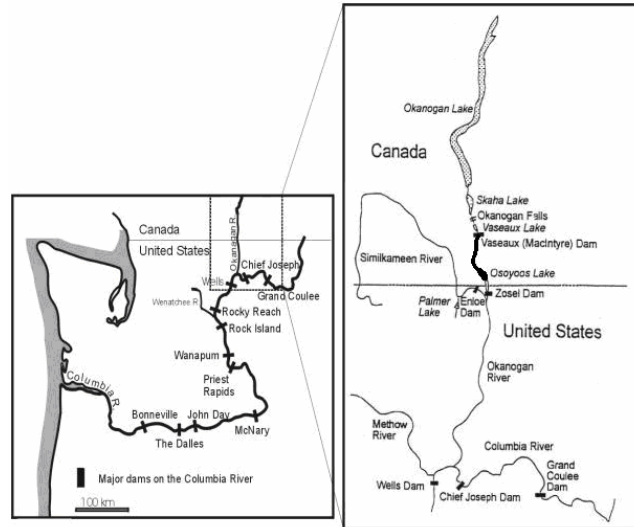 Canada
United States
Okanagan R.
Chief Joseph
Wells
Grand Coulee
Wenatchee R.
Rocky Reach
Rock Island
Wanapum
Priest
Rapids
Columbia R.
Bonneville
John Day
The Dalles
McNary
Major dams on the Columbia River
100 km
Okanogan Lake
Canada
Skaha Lake
Okanogan Falls
Vaseaux Lake
Vaseaux (MacIntyre) Dam
Similkameen River
Osoyoos Lake
Palmer
Lake
Enloe
Dam
Zosel Dam
United States
Okanogan
River
Methow
River
Columbia River
Grand
Coulee
Dam
Wells Dam
Chief Joseph Dam